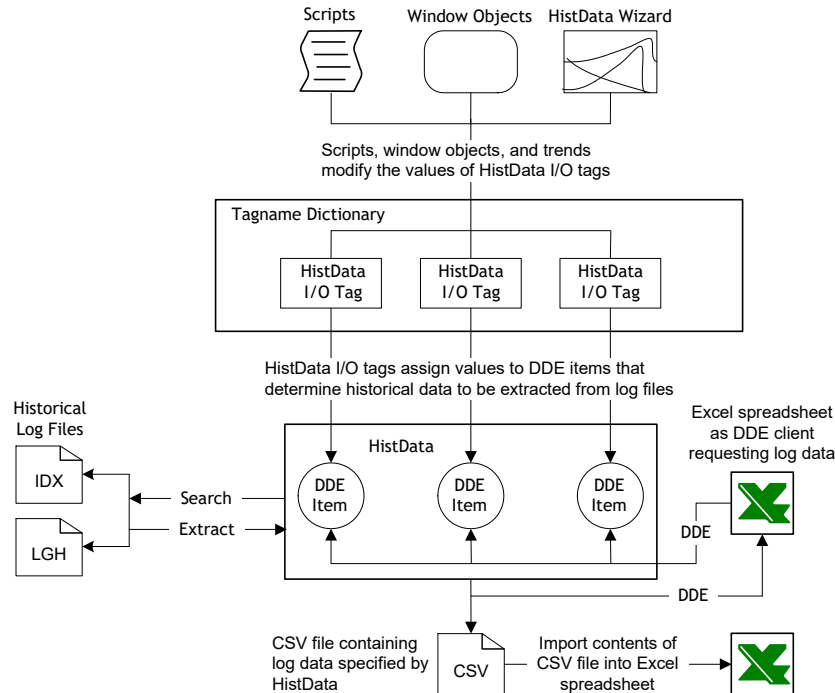 Scripts
Window Objects
HistData Wizard
Scripts, window objects, and trends
modify the values of HistData I/O tags
Tagname Dictionary
HistData
I/O Tag
HistData
I/O Tag
HistData
I/O Tag
HistData I/O tags assign values to DDE items that
determine historical data to be extracted from log files
Historical
Log Files
IDX
LGH
Search
Extract
HistData
DDE
Item
DDE
Item
DDE
Item
Excel spreadsheet
as DDE client
requesting log data
DDE
DDE
CSV file containing
log data specified by
HistData
CSV
Import contents of
CSV file into Excel
spreadsheet